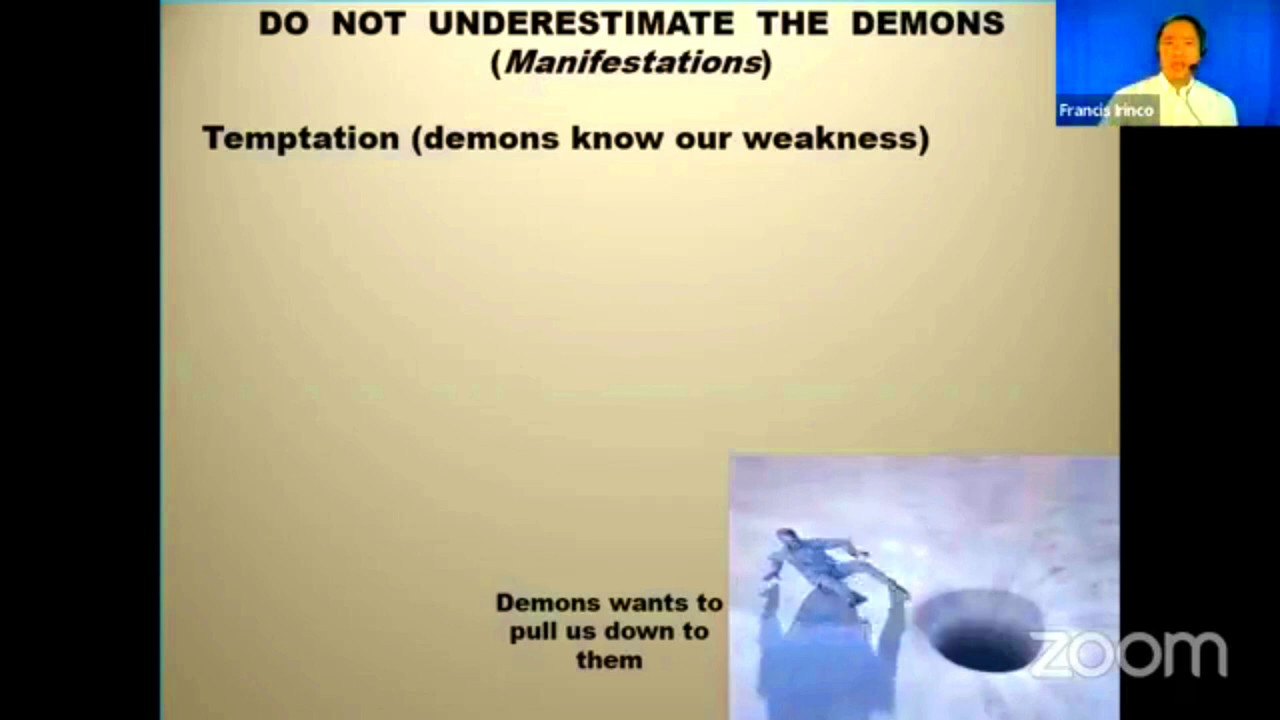 DO NOT UNDERESTIMATE THE DEMONS
(Manifestations)
Francis Irinco
Temptation (demons know our weakness)
Demons wants to
pull us down to
them
zoom